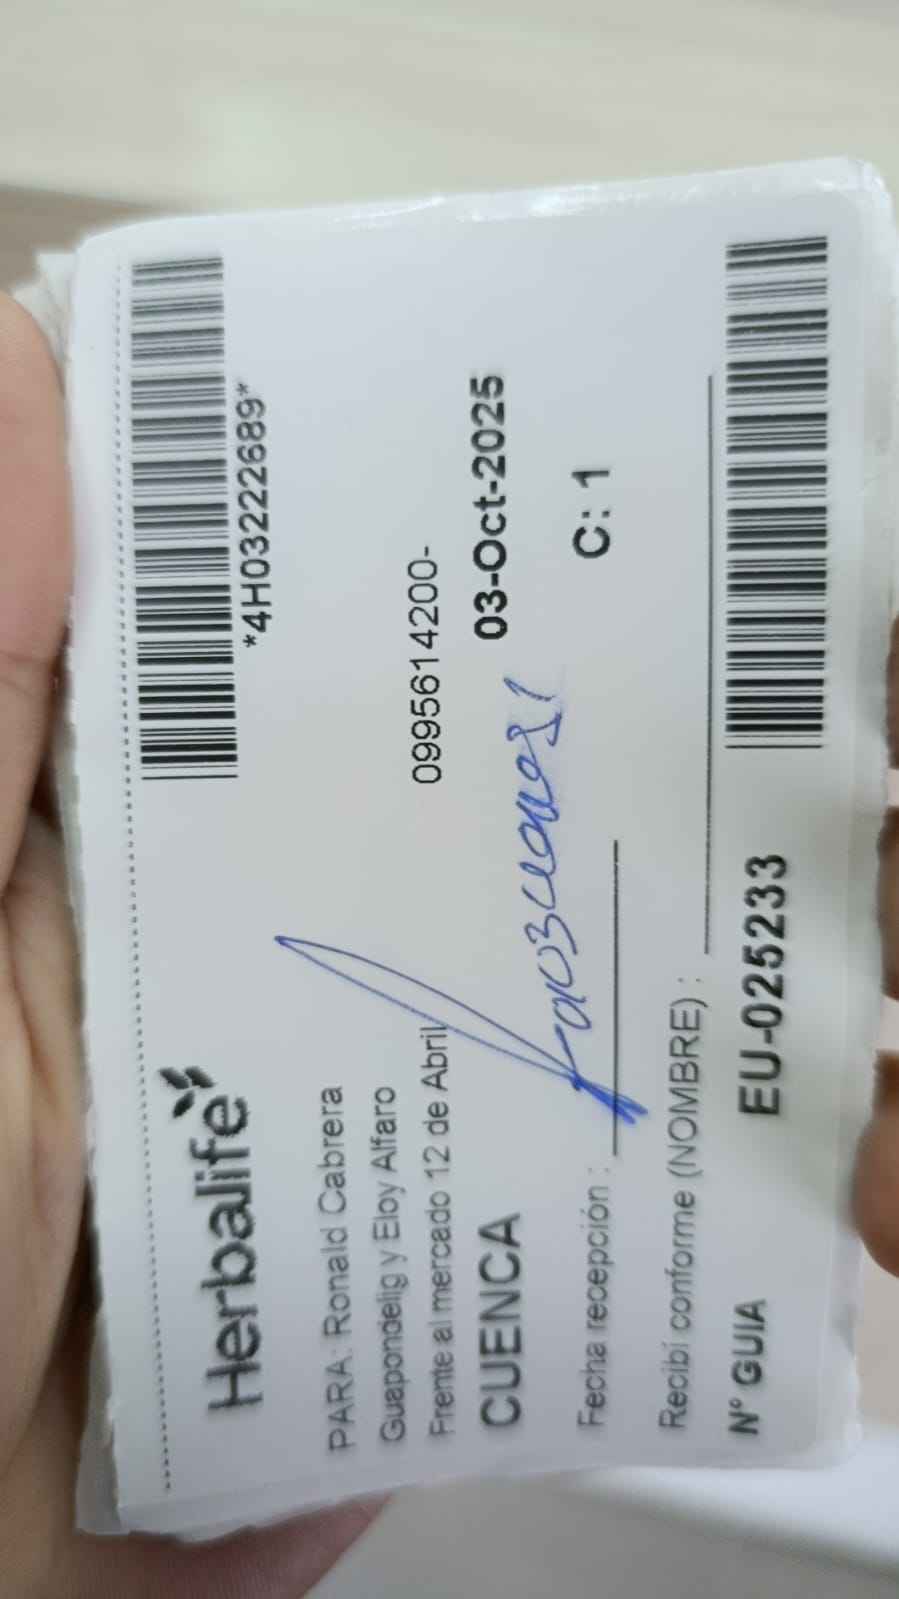 *4H03222689*
Herbalife
PARA: Ronald Cabrera
Guapondelig y Eloy Alfaro
0995614200-
Frente al mercado 12 de Abril
CUENCA
03-Oct-2025
C: 1
Fecha recepción :
Recibí conforme (NOMBRE) :
N° GUIA EU-025233